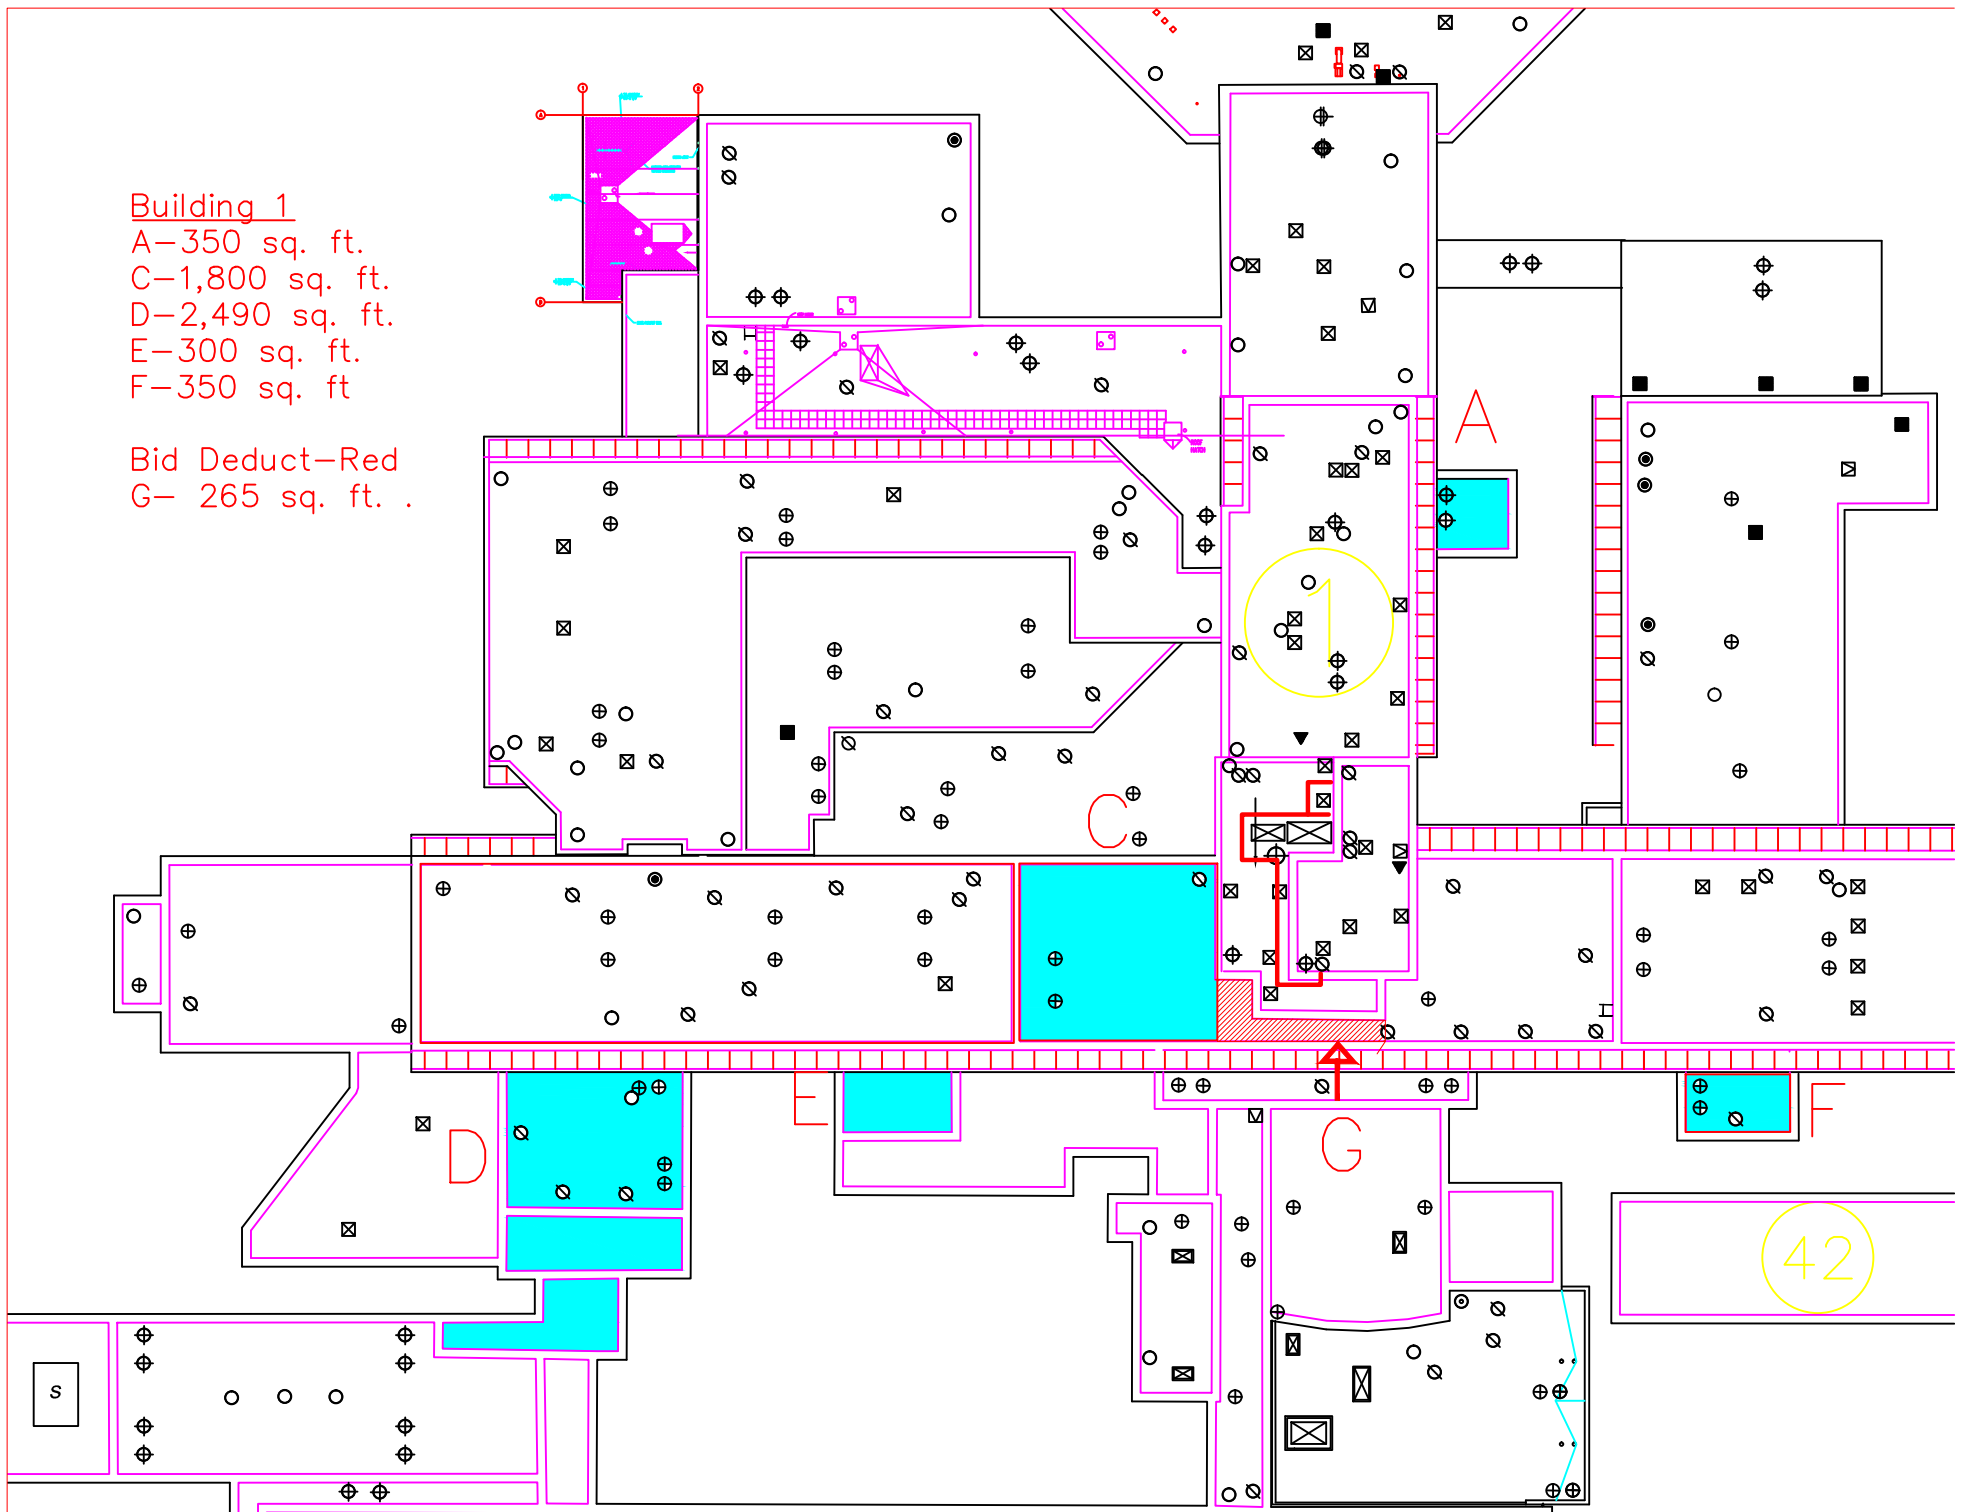 Building 1
A-350 sq. ft.
C-1,800 sq. ft.
D-2,490 sq. ft.
E-300 sq. ft.
F-350 sq. ft
Bid Deduct-Red
G- 265 sq. ft. .
A
1
C
E
D
G
F
42
S